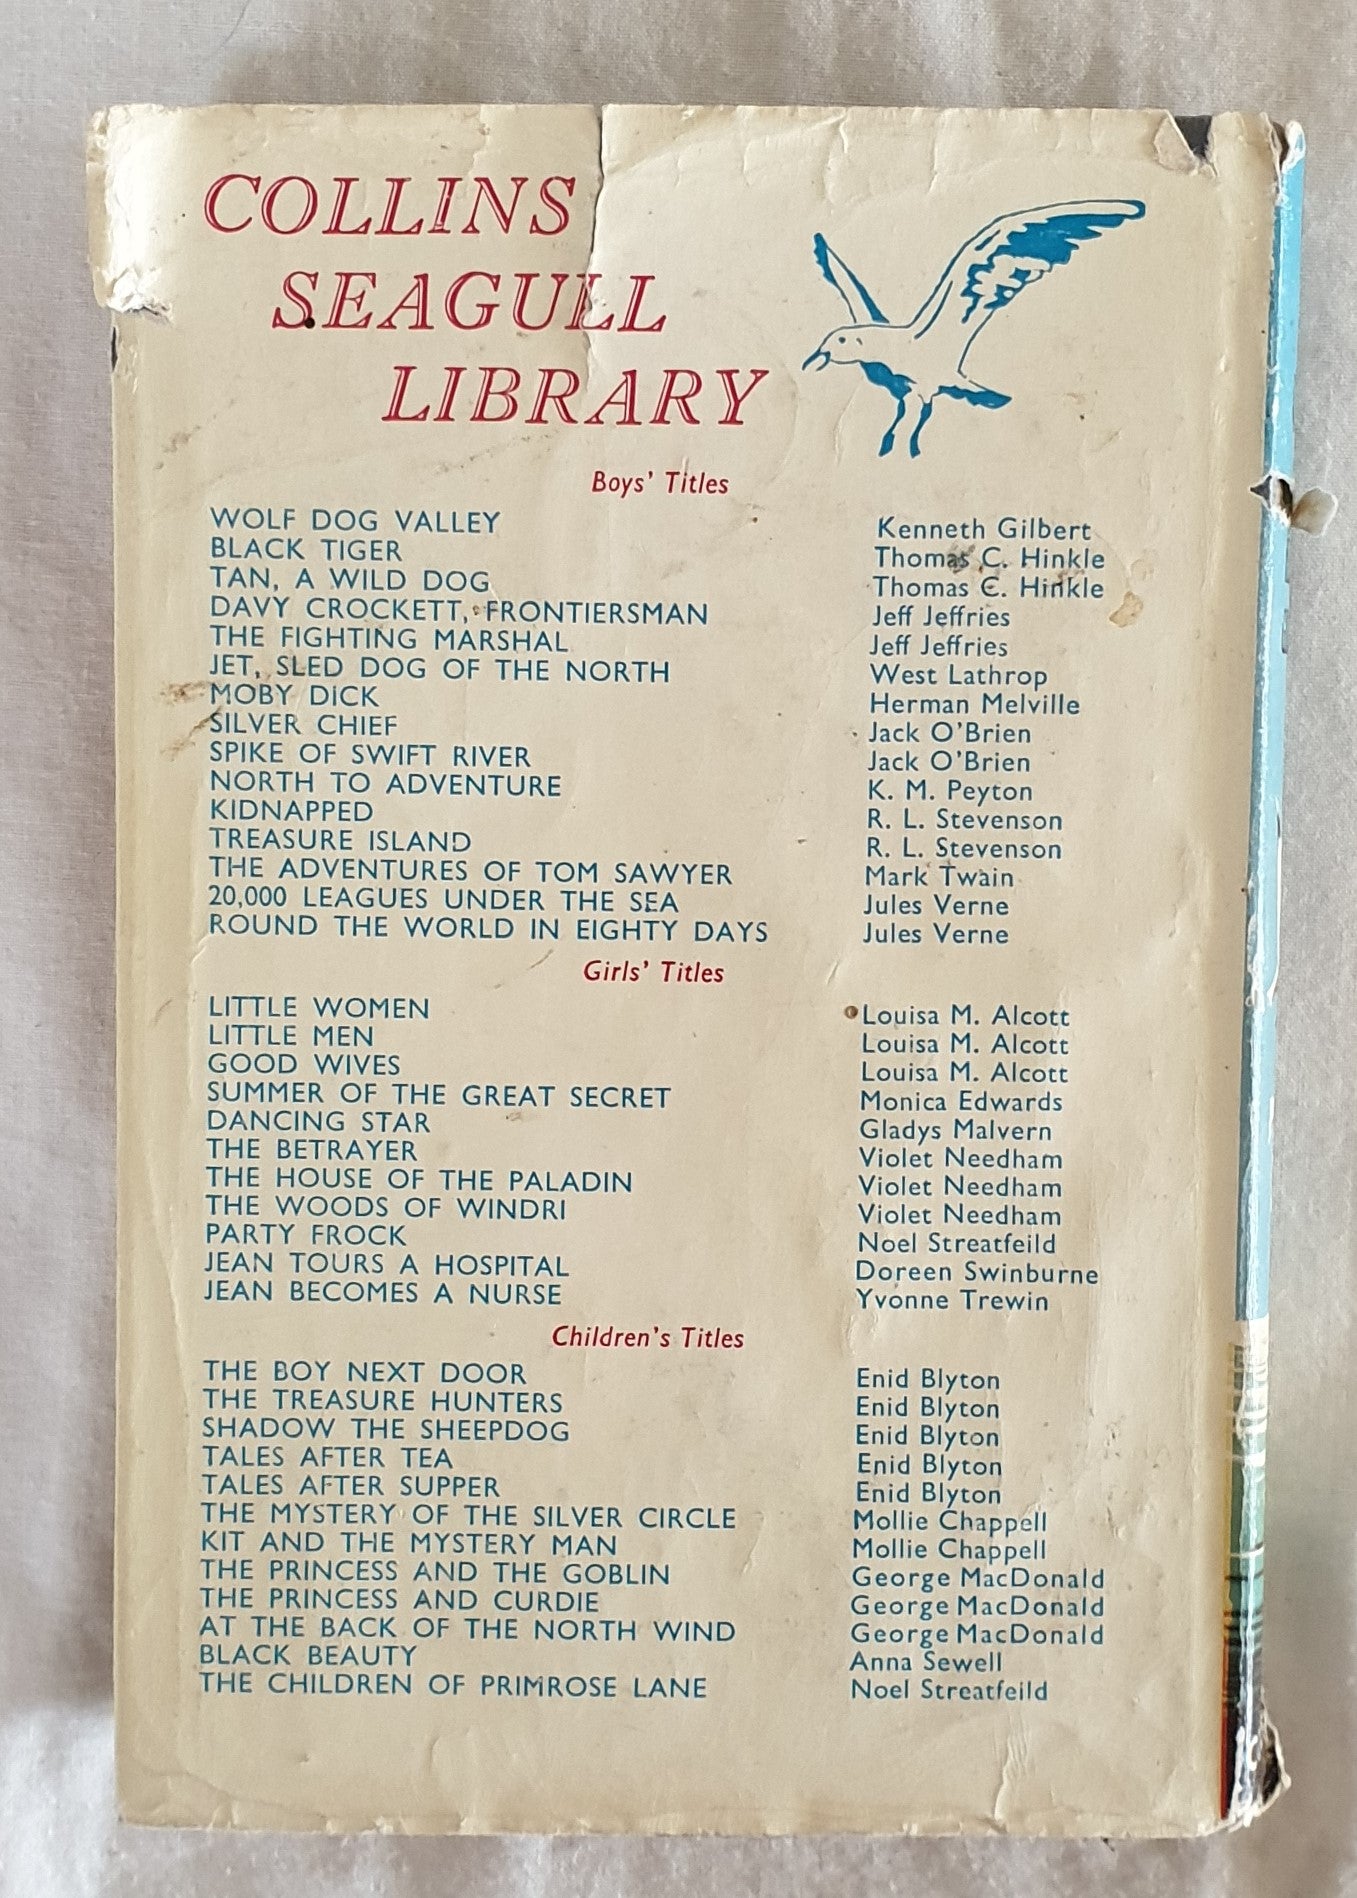 COLLINS
SEAGULL
LIBRARY
Boys' Titles
WOLF DOG VALLEY Kenneth Gilbert
BLACK TIGER Thomas C. Hinkle
TAN, A WILD DOG Thomas C. Hinkle
DAVY CROCKETT, FRONTIERSMAN Jeff Jeffries
THE FIGHTING MARSHAL Jeff Jeffries
JET, SLED DOG OF THE NORTH West Lathrop
MOBY DICK Herman Melville
SILVER CHIEF Jack O'Brien
SPIKE OF SWIFT RIVER Jack O'Brien
NORTH TO ADVENTURE K. M. Peyton
KIDNAPPED R. L. Stevenson
TREASURE ISLAND R. L. Stevenson
THE ADVENTURES OF TOM SAWYER Mark Twain
20,000 LEAGUES UNDER THE SEA Jules Verne
ROUND THE WORLD IN EIGHTY DAYS Jules Verne
Girls' Titles
LITTLE WOMEN Louisa M. Alcott
LITTLE MEN Louisa M. Alcott
GOOD WIVES Louisa M. Alcott
SUMMER OF THE GREAT SECRET Monica Edwards
DANCING STAR Gladys Malvern
THE BETRAYER Violet Needham
THE HOUSE OF THE PALADIN Violet Needham
THE WOODS OF WINDRI Violet Needham
PARTY FROCK Noel Streatfeild
JEAN TOURS A HOSPITAL Doreen Swinburne
JEAN BECOMES A NURSE Yvonne Trewin
Children's Titles
THE BOY NEXT DOOR Enid Blyton
THE TREASURE HUNTERS Enid Blyton
SHADOW THE SHEEPDOG Enid Blyton
TALES AFTER TEA Enid Blyton
TALES AFTER SUPPER Enid Blyton
THE MYSTERY OF THE SILVER CIRCLE Mollie Chappell
KIT AND THE MYSTERY MAN Mollie Chappell
THE PRINCESS AND THE GOBLIN George MacDonald
THE PRINCESS AND CURDIE George MacDonald
AT THE BACK OF THE NORTH WIND George MacDonald
BLACK BEAUTY Anna Sewell
THE CHILDREN OF PRIMROSE LANE Noel Streatfeild